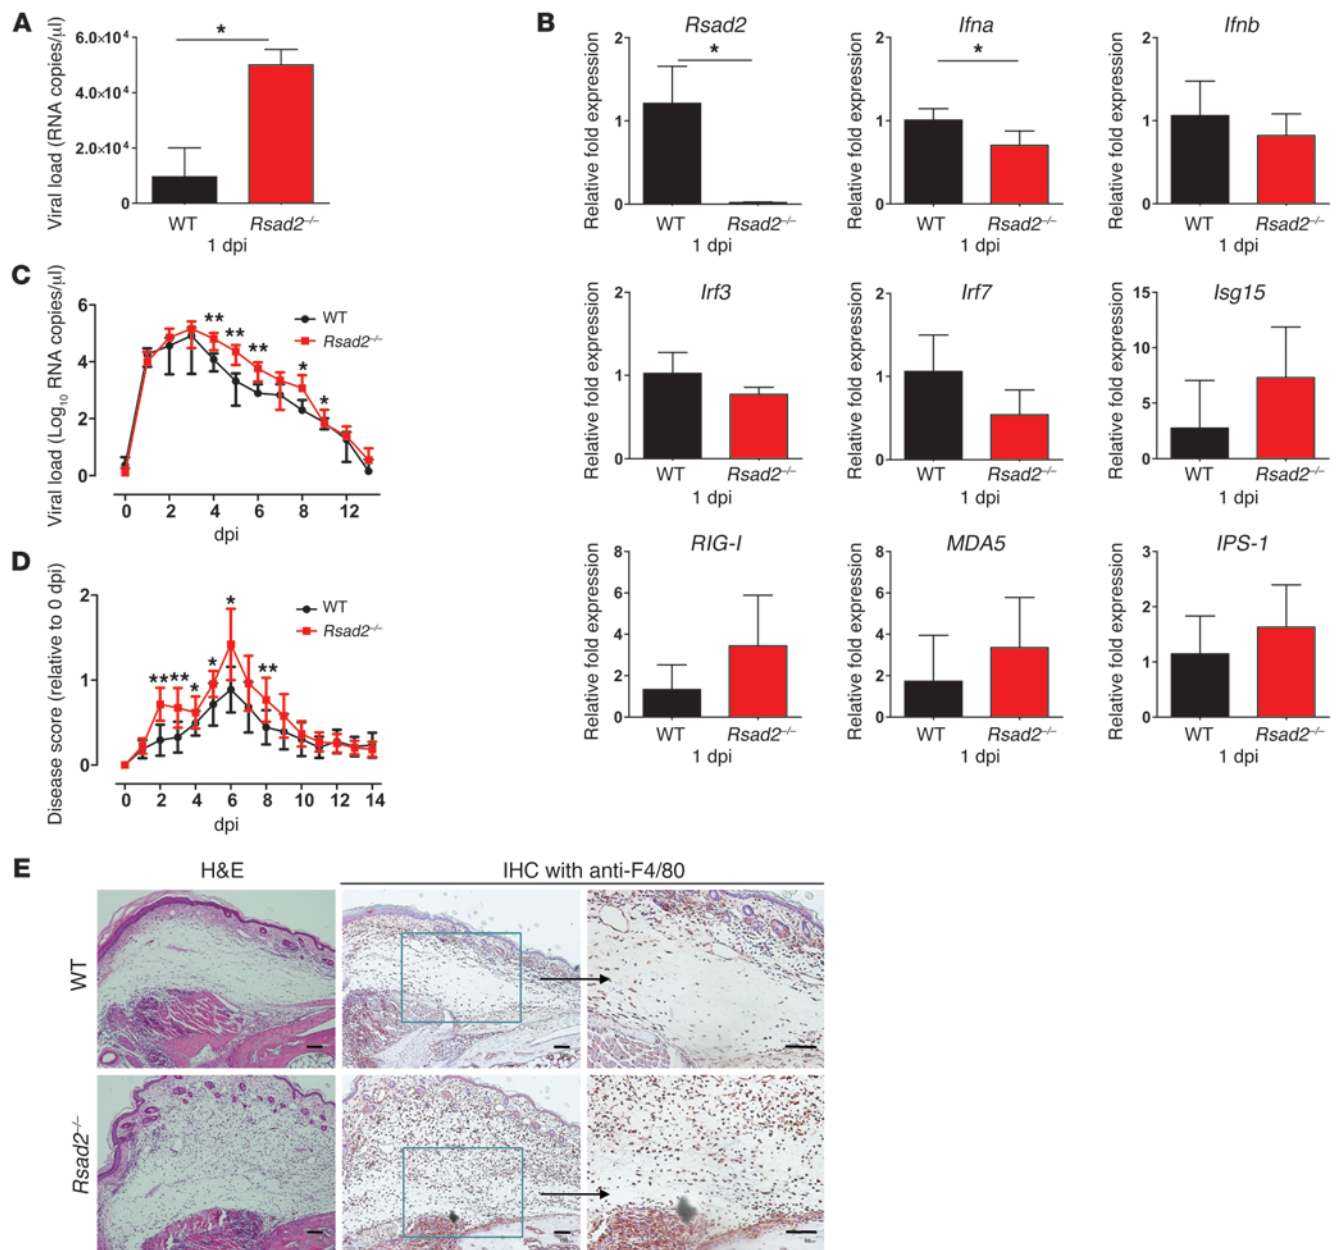 A
Viral load (RNA copies/µl)
6.0×10⁴
4.0×10⁴
2.0×10⁴
0
*
WT
Rsad2⁻/⁻
1 dpi
B
Rsad2
Relative fold expression
2
1
0
*
WT
Rsad2⁻/⁻
1 dpi
Ifna
Relative fold expression
2
1
0
*
WT
Rsad2⁻/⁻
1 dpi
Ifnb
Relative fold expression
2
1
0
WT
Rsad2⁻/⁻
1 dpi
Irf3
Relative fold expression
2
1
0
WT
Rsad2⁻/⁻
1 dpi
Irf7
Relative fold expression
2
1
0
WT
Rsad2⁻/⁻
1 dpi
Isg15
Relative fold expression
15
10
5
0
WT
Rsad2⁻/⁻
1 dpi
RIG-I
Relative fold expression
8
6
4
2
0
WT
Rsad2⁻/⁻
1 dpi
MDA5
Relative fold expression
8
6
4
2
0
WT
Rsad2⁻/⁻
1 dpi
IPS-1
Relative fold expression
3
2
1
0
WT
Rsad2⁻/⁻
1 dpi
C
Viral load (Log₁₀ RNA copies/µl)
6
4
2
0
** ** ** * *
WT
Rsad2⁻/⁻
0 2 4 6 8 12
dpi
D
Disease score (relative to 0 dpi)
2
1
0
** ** * * * **
WT
Rsad2⁻/⁻
0 2 4 6 8 10 12 14
dpi
E
H&E
IHC with anti-F4/80
WT
Rsad2⁻/⁻